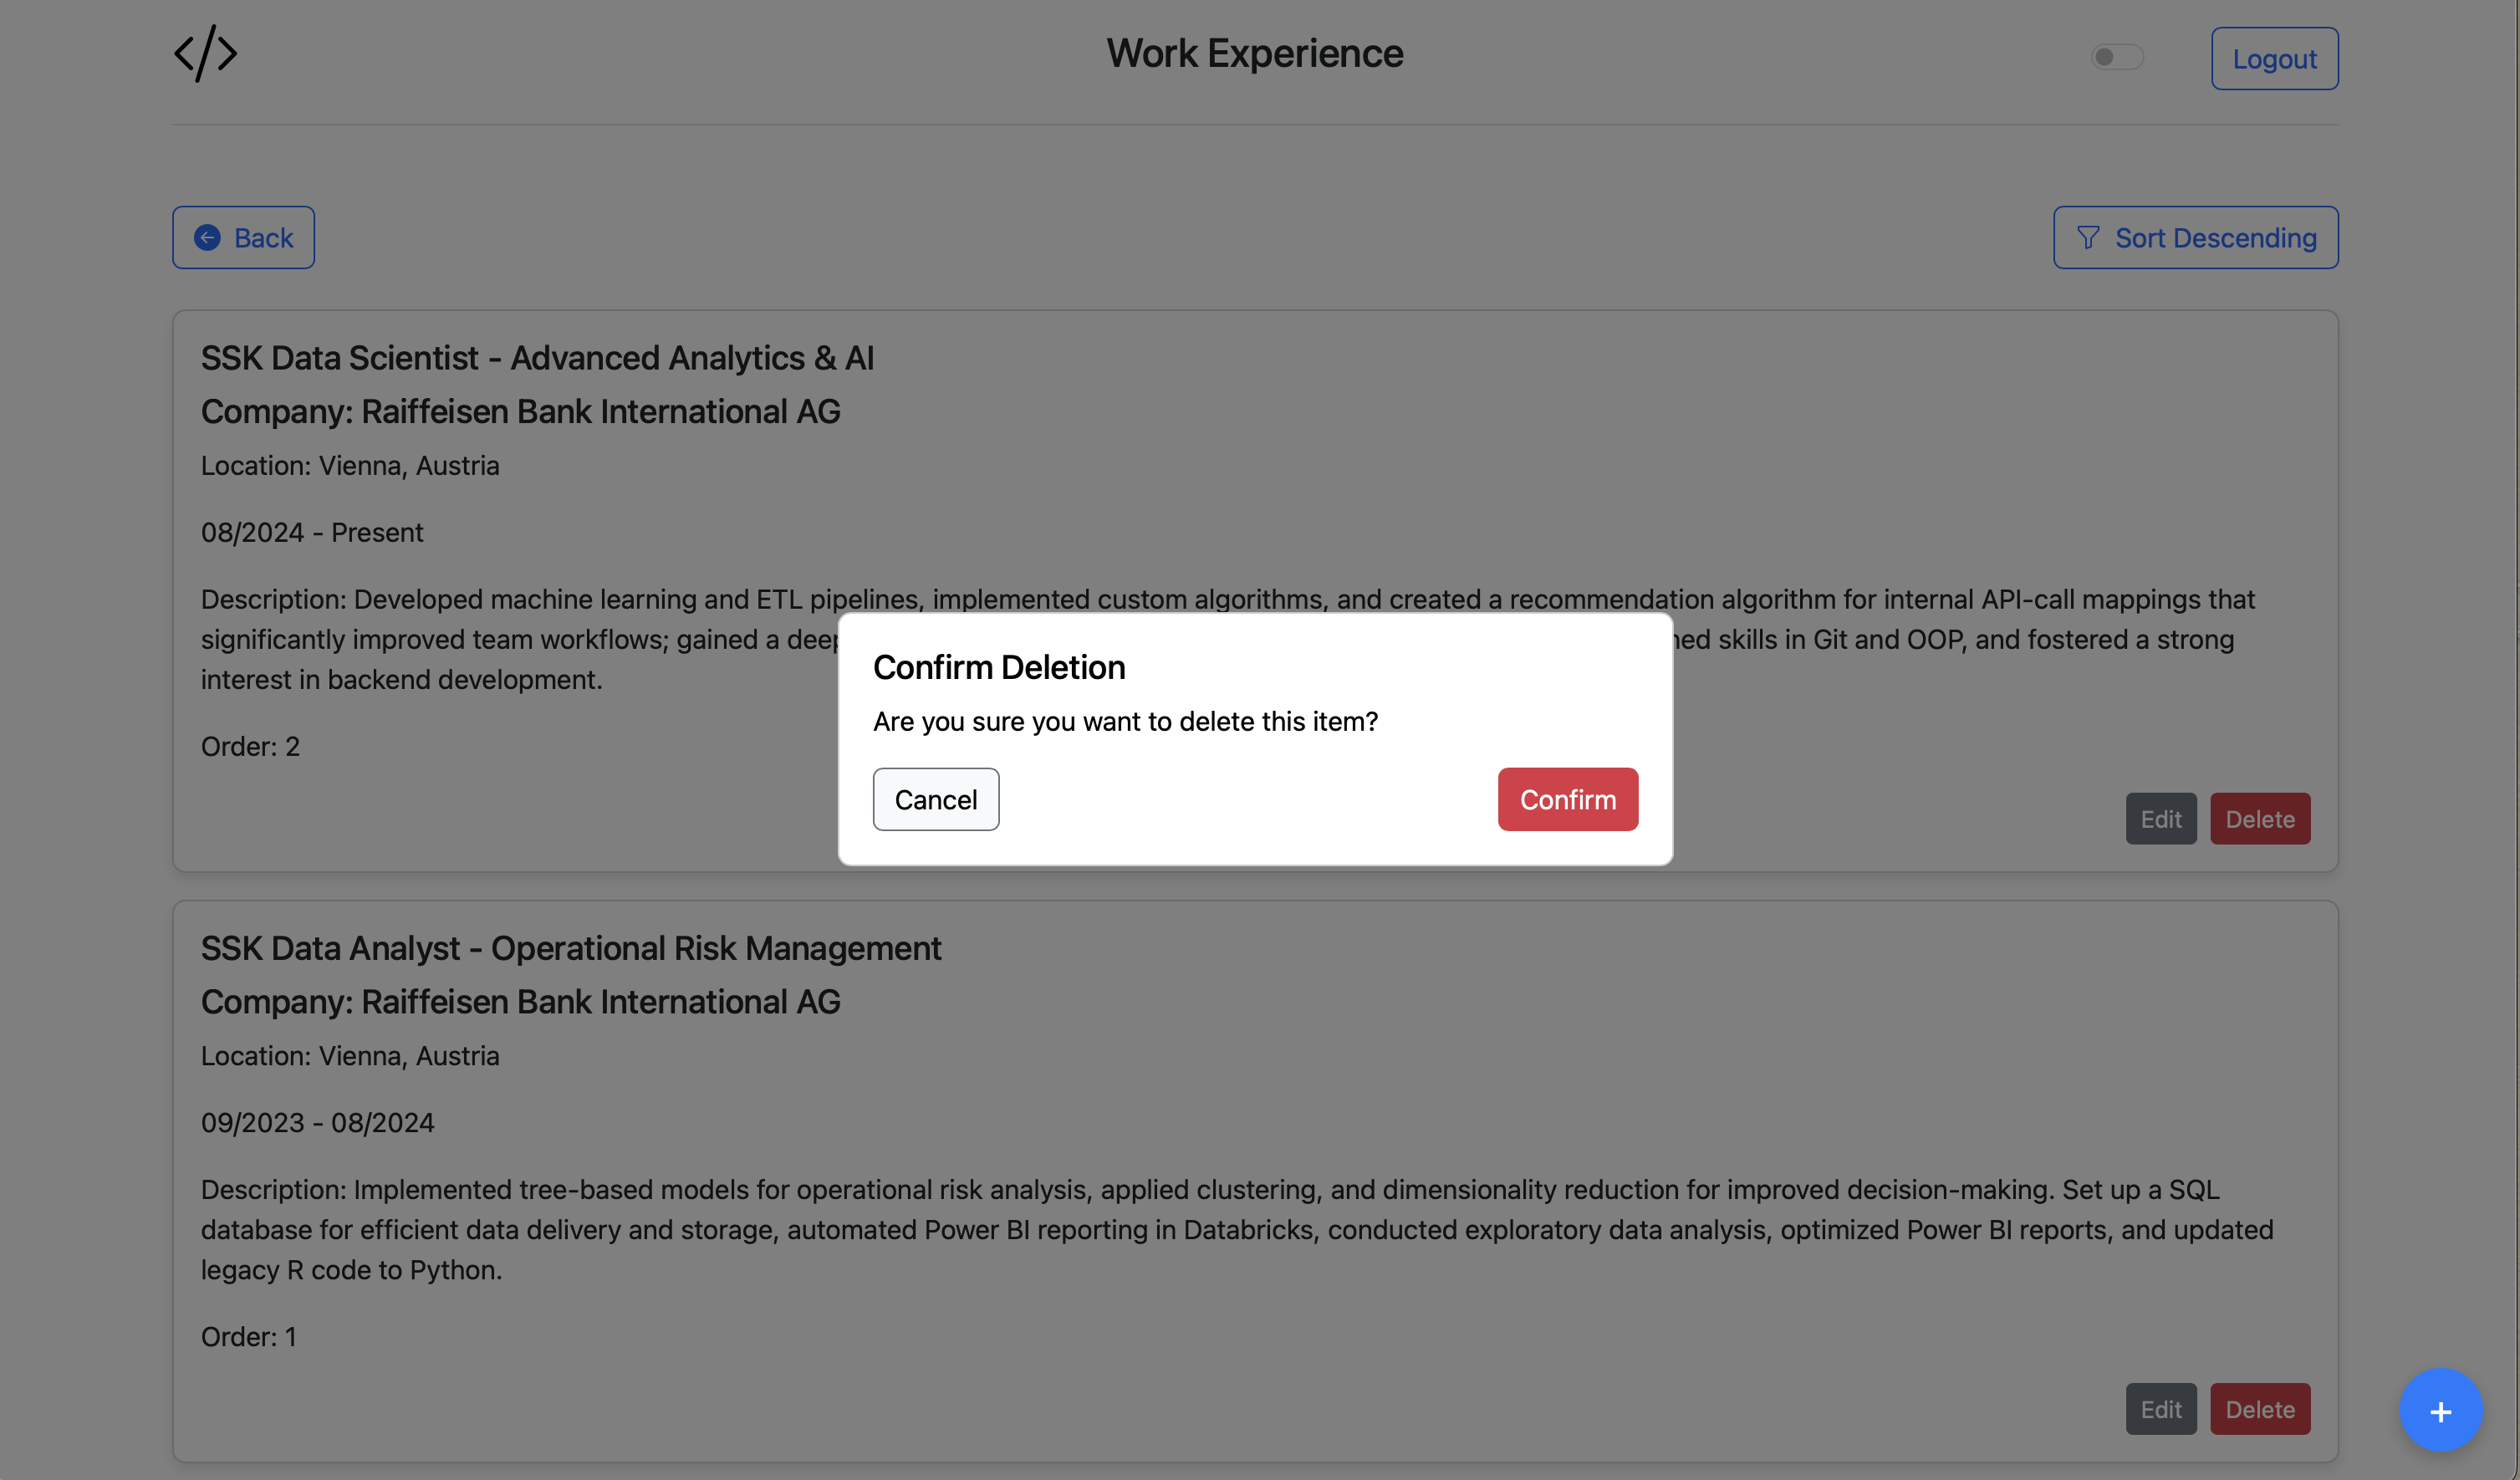 </>
Work Experience
Logout
Back
Sort Descending
SSK Data Scientist - Advanced Analytics & AI
Company: Raiffeisen Bank International AG
Location: Vienna, Austria
08/2024 - Present
Description: Developed machine learning and ETL pipelines, implemented custom algorithms, and created a recommendation algorithm for internal API-call mappings that
significantly improved team workflows; gained a deep skills in Git and OOP, and fostered a strong
interest in backend development.
Order: 2
Edit
Delete
Confirm Deletion
Are you sure you want to delete this item?
Cancel
Confirm
SSK Data Analyst - Operational Risk Management
Company: Raiffeisen Bank International AG
Location: Vienna, Austria
09/2023 - 08/2024
Description: Implemented tree-based models for operational risk analysis, applied clustering, and dimensionality reduction for improved decision-making. Set up a SQL
database for efficient data delivery and storage, automated Power BI reporting in Databricks, conducted exploratory data analysis, optimized Power BI reports, and updated
legacy R code to Python.
Order: 1
Edit
Delete
+